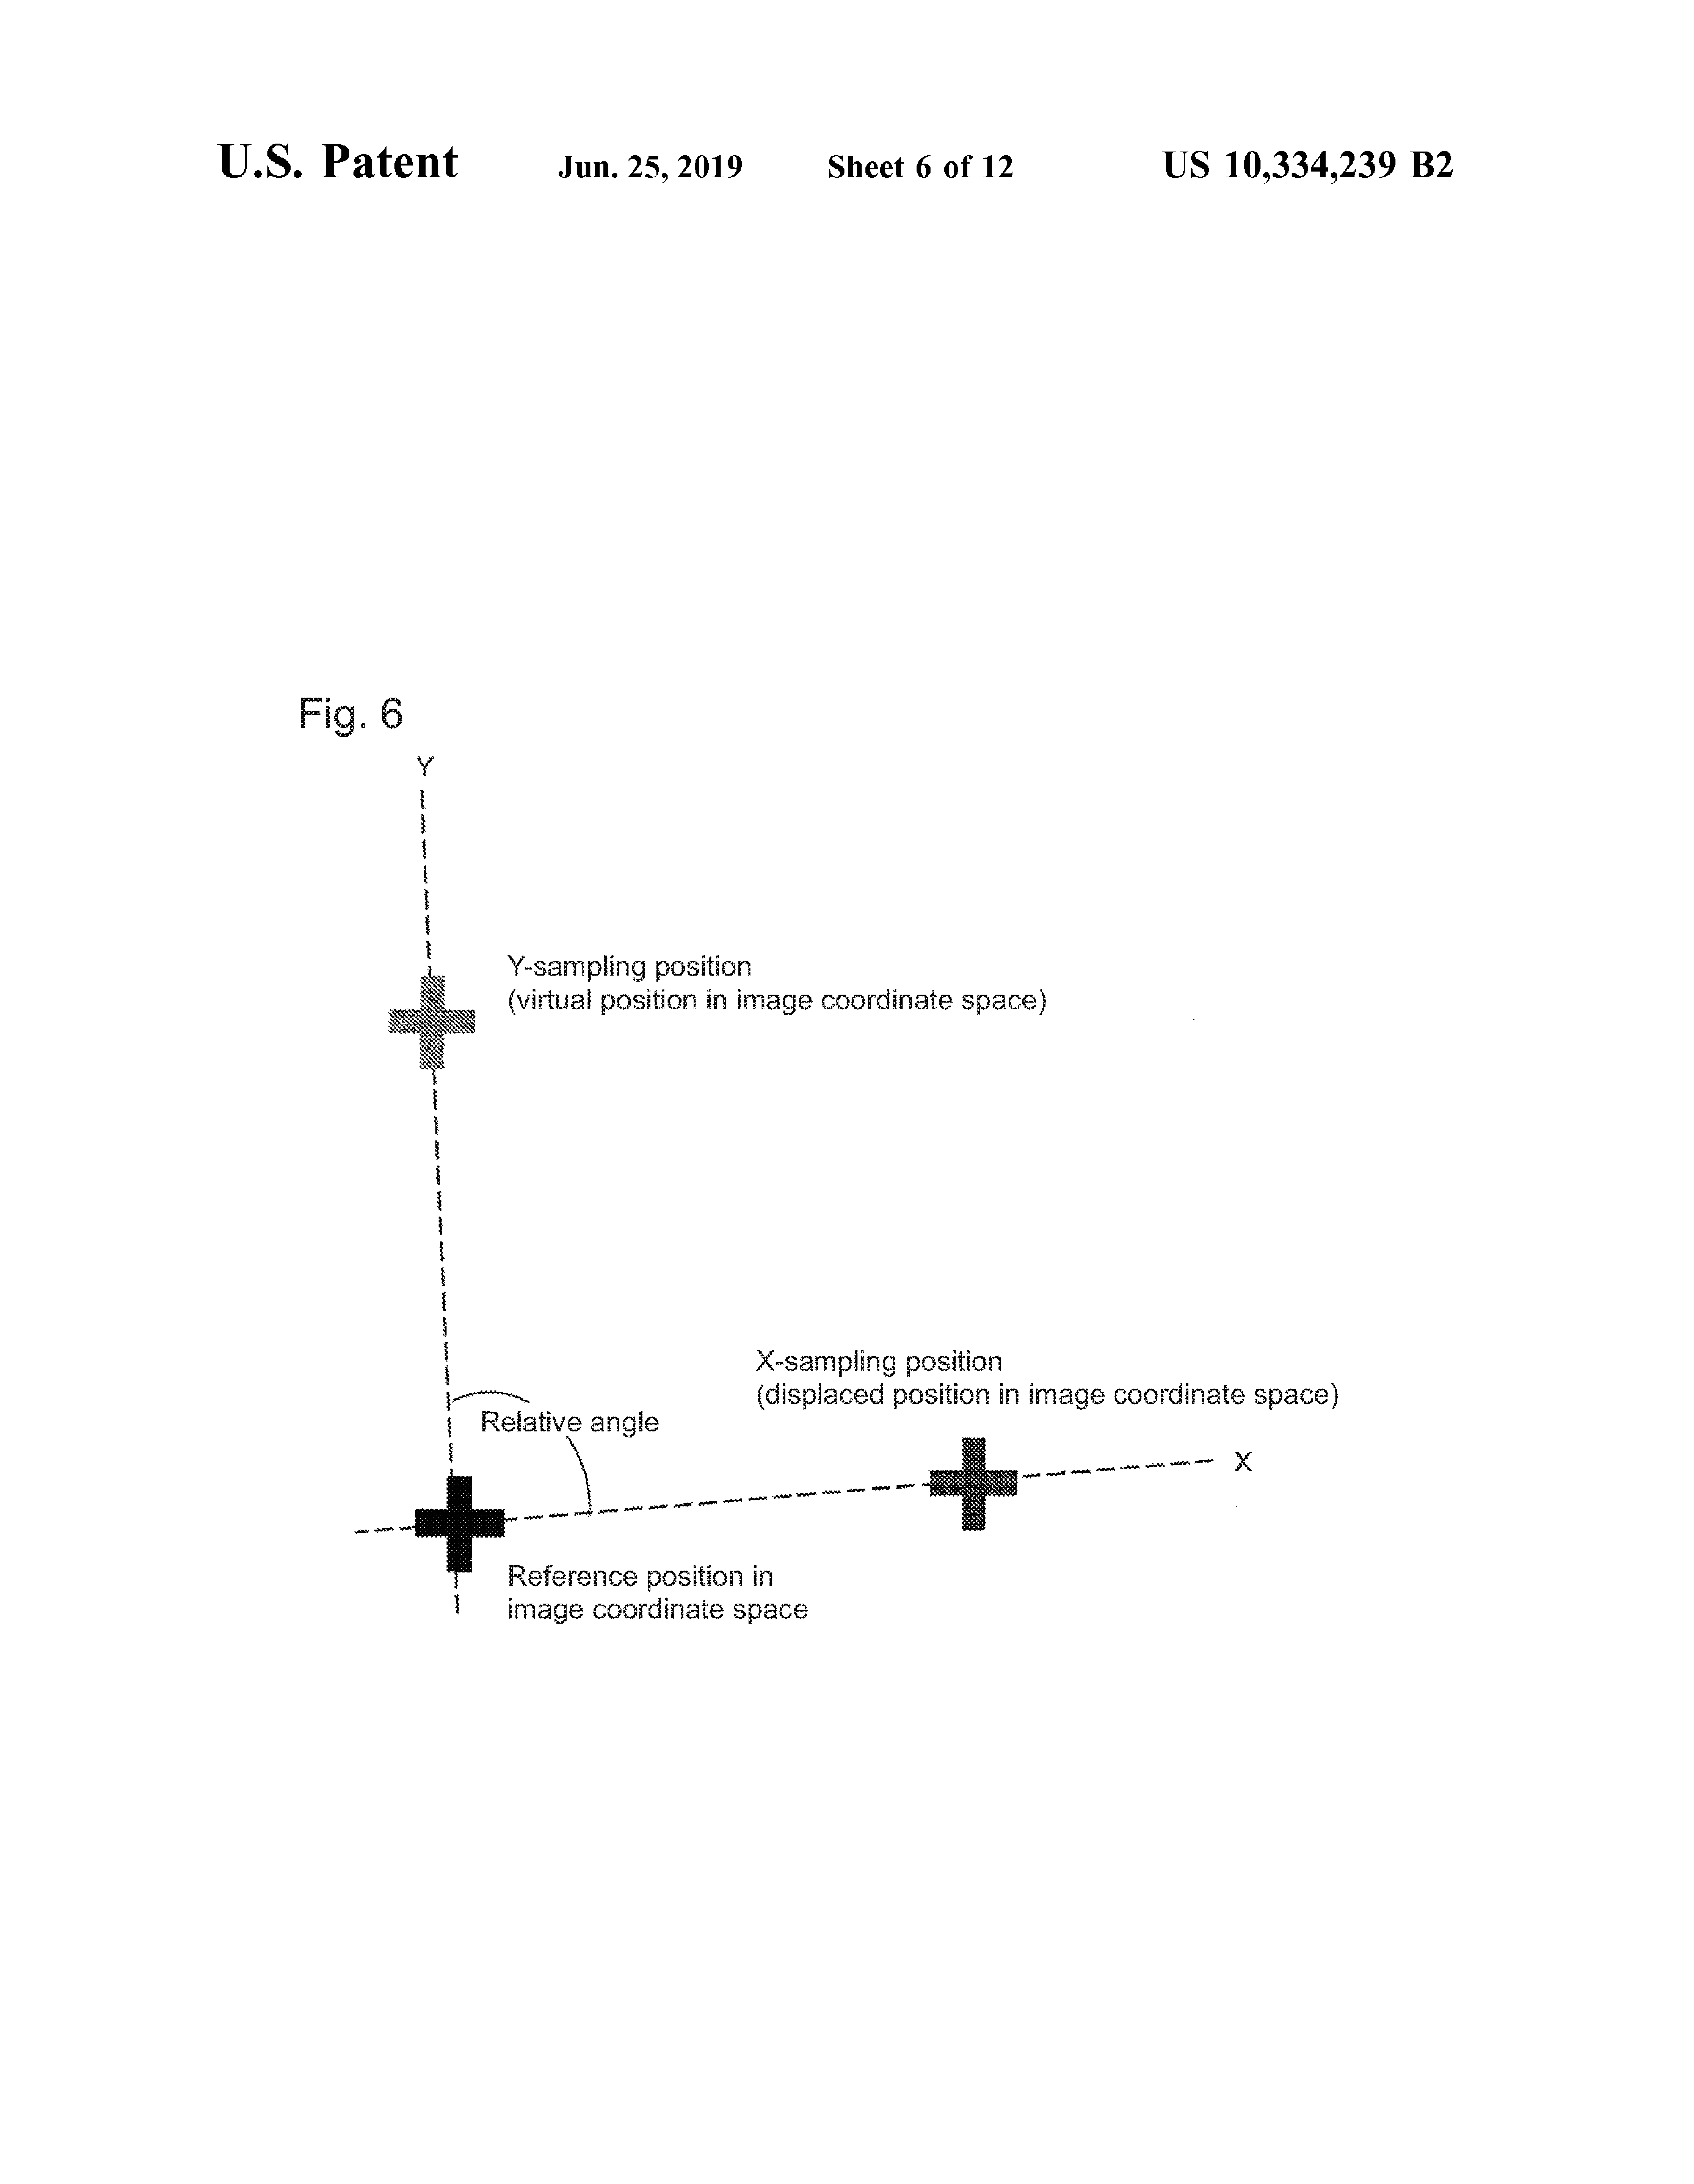 U.S. Patent Jun. 25, 2019 Sheet 6 of 12 US 10,334,239 B2
Fig. 6
Y
Y-sampling position
(virtual position in image coordinate space)
X-sampling position
(displaced position in image coordinate space)
Relative angle
X
Reference position in
image coordinate space